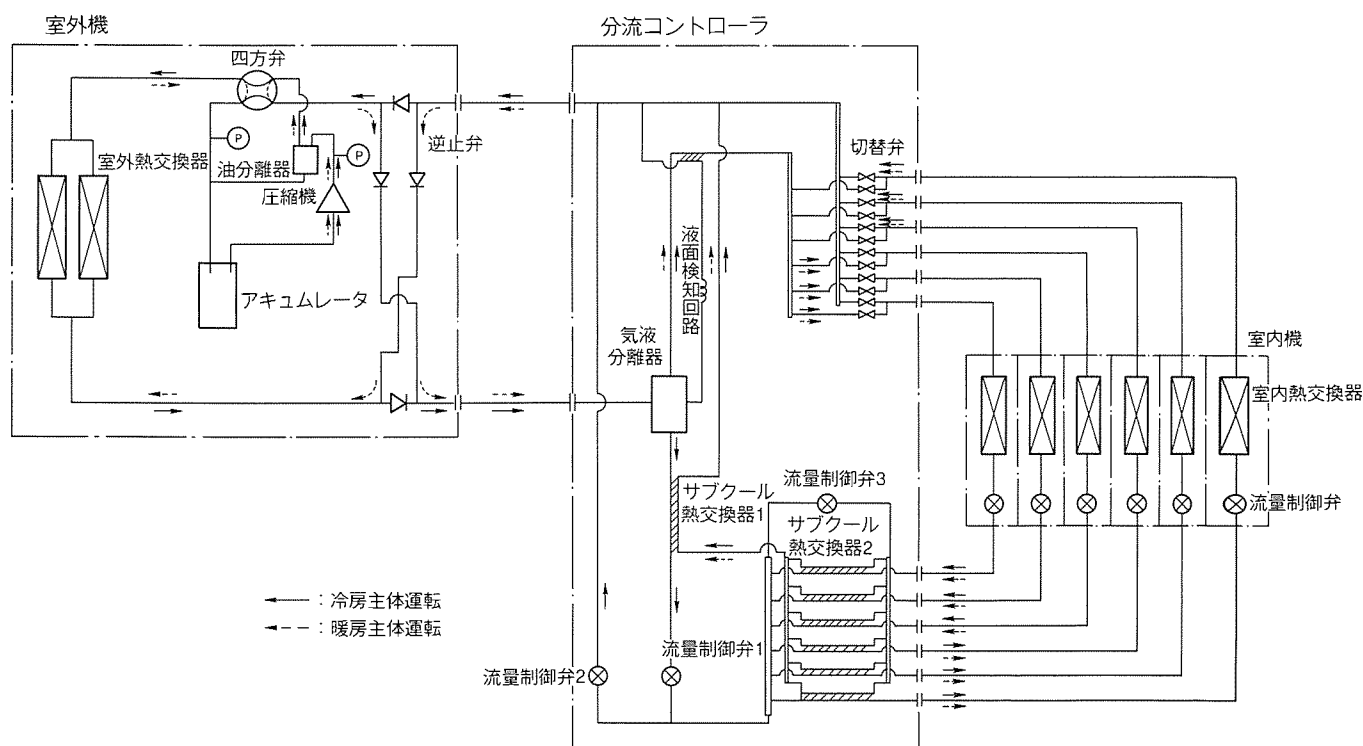 室外機
分流コントローラ
四方弁
P
逆止弁
P
室外熱交換器
油分離器
圧縮機
アキュムレータ
切替弁
液面検知回路
気液
分離器
室内機
室内熱交換器
流量制御弁3
サブクール
熱交換器1
サブクール
熱交換器2
流量制御弁
:冷房主体運転
:暖房主体運転
流量制御弁1
流量制御弁2